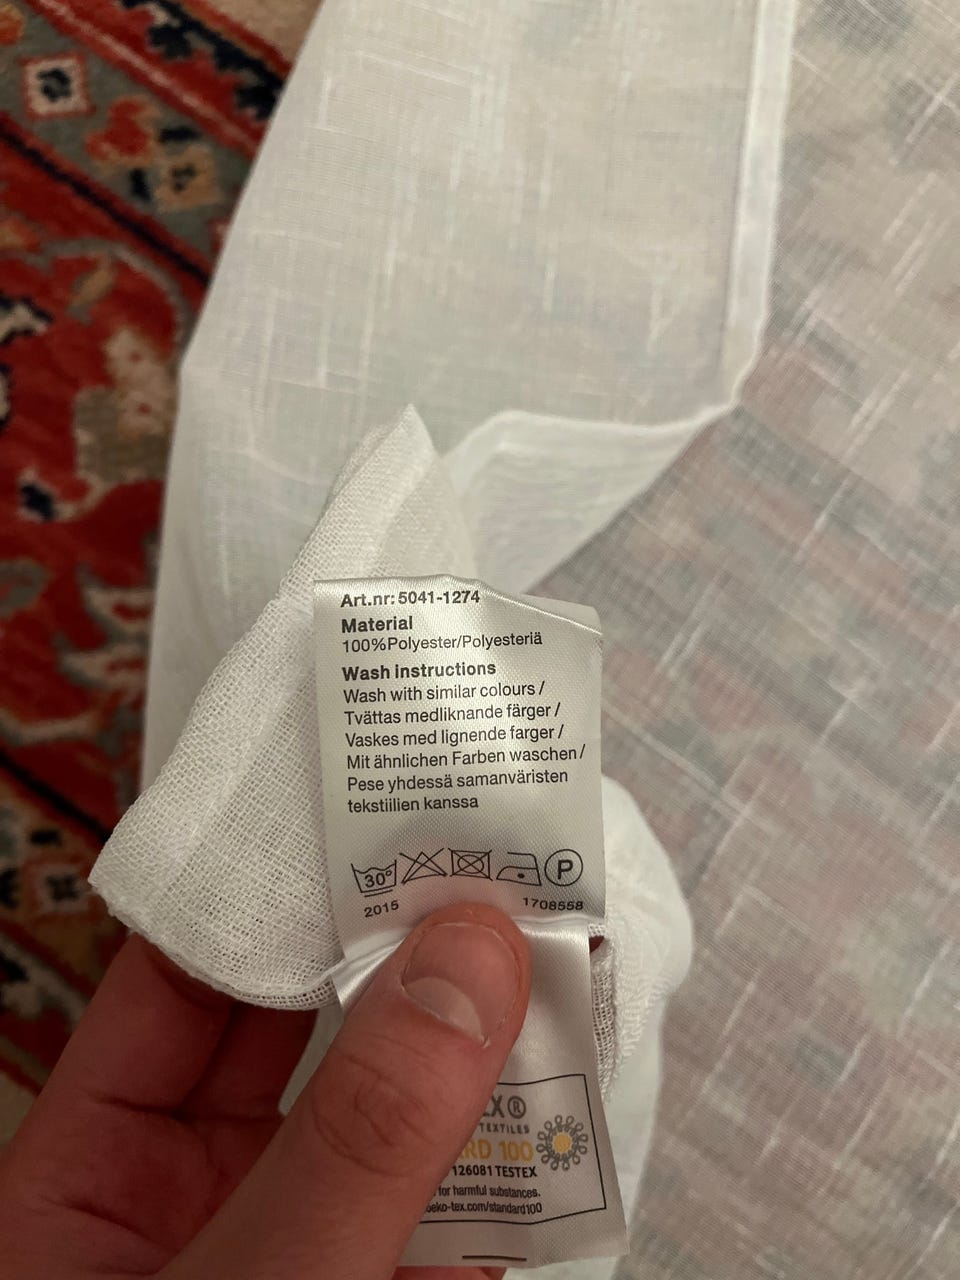 Art.nr: 5041-1274
Material
100%Polyester/Polyesteriä
Wash instructions
Wash with similar colours /
Tvättas medliknande färger /
Vaskes med lignende farger /
Mit ähnlichen Farben waschen /
Pese yhdessä samanväristen
tekstiilien kanssa
30° P
2015 1708558
®
TEXTILES
100
126081 TESTEX
for harmful substances.
oeko-tex.com/standard100